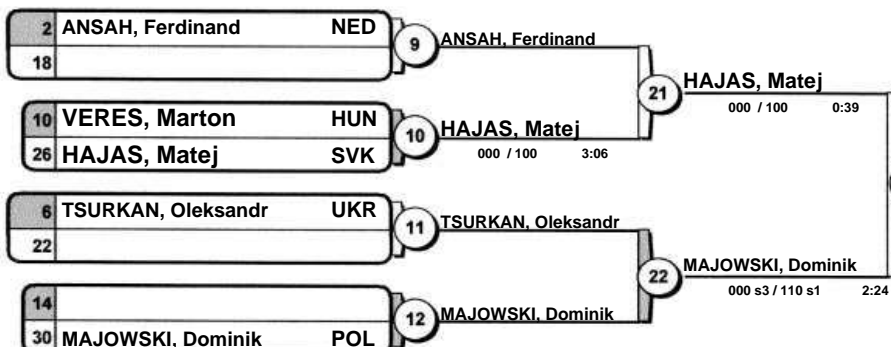 2 ANSAH, Ferdinand NED
18
9 ANSAH, Ferdinand
10 VERES, Marton HUN
26 HAJAS, Matej SVK
10 HAJAS, Matej
000 / 100 3:06
21 HAJAS, Matej
000 / 100 0:39
6 TSURKAN, Oleksandr UKR
22
11 TSURKAN, Oleksandr
14
30 MAJOWSKI, Dominik POL
12 MAJOWSKI, Dominik
22 MAJOWSKI, Dominik
000 s3 / 110 s1 2:24